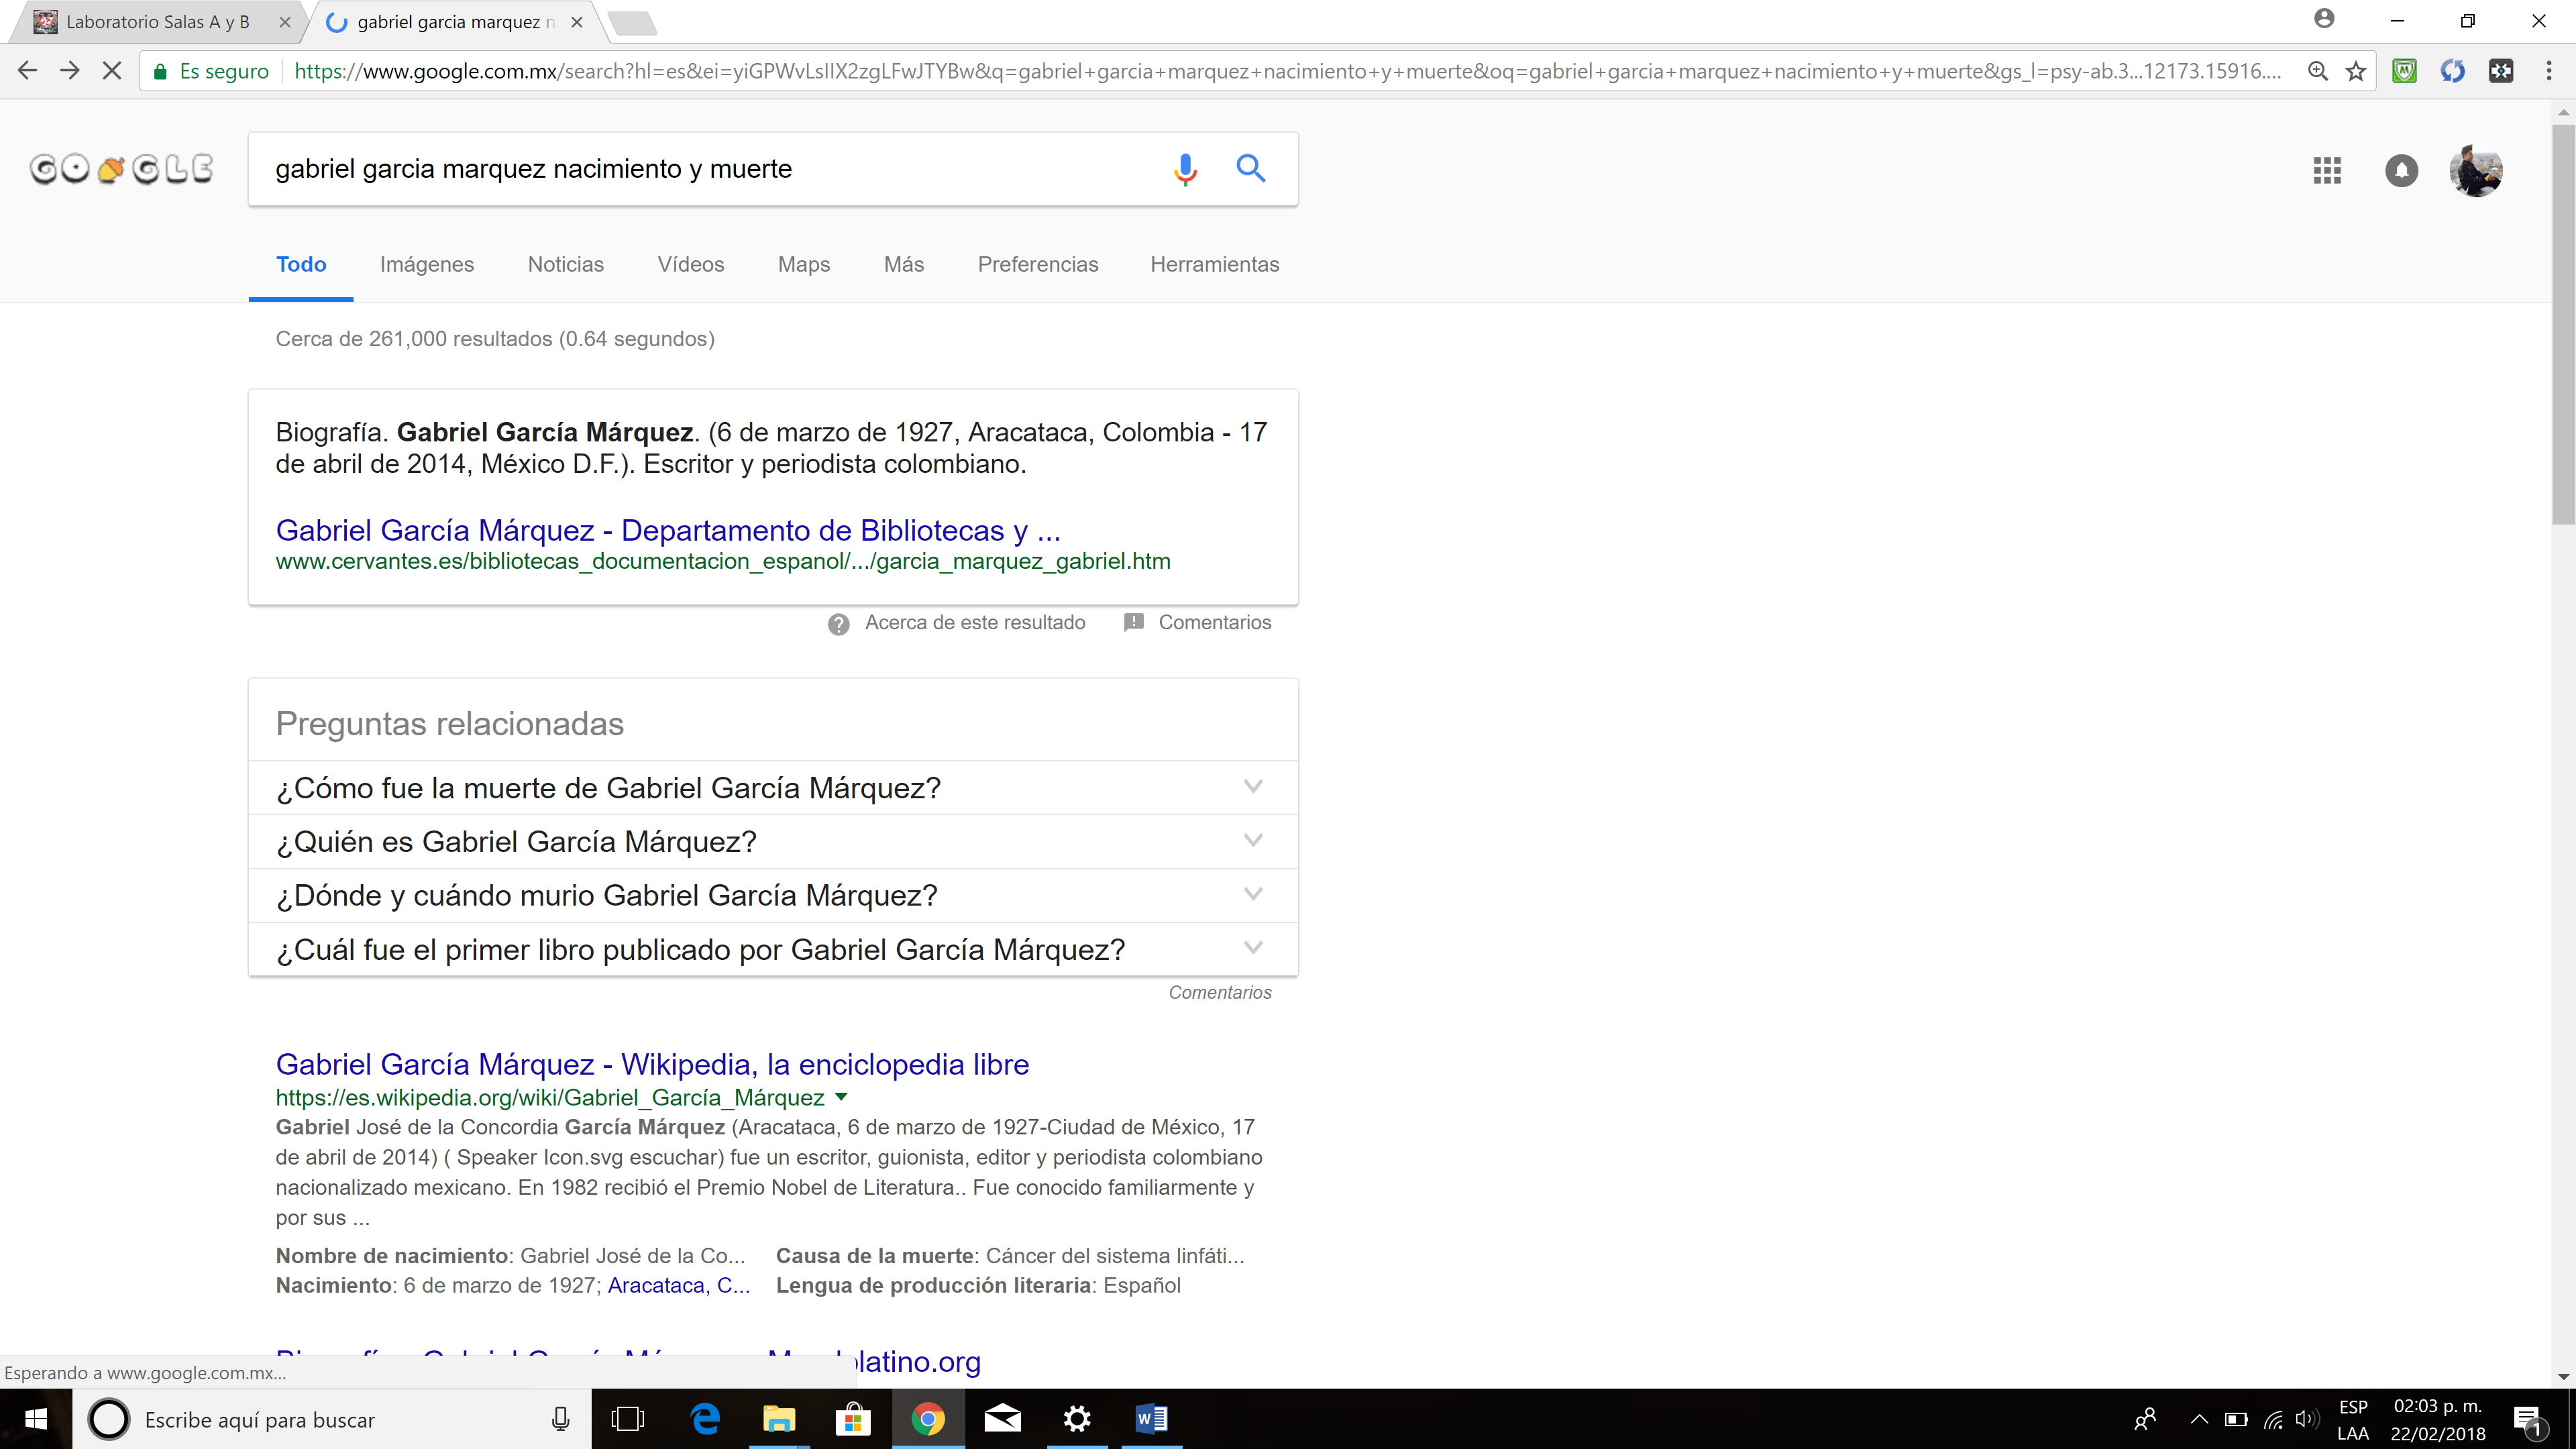 Laboratorio Salas A y B
gabriel garcia marquez n
Es seguro
https://www.google.com.mx/search?hl=es&ei=yiGPWvLsIIX2zgLFwJTYBw&q=gabriel+garcia+marquez+nacimiento+y+muerte&oq=gabriel+garcia+marquez+nacimiento+y+muerte&gs_l=psy-ab.3...12173.15916....
GOOGLE
gabriel garcia marquez nacimiento y muerte
Todo Imágenes Noticias Vídeos Maps Más Preferencias Herramientas
Cerca de 261,000 resultados (0.64 segundos)
Biografía. Gabriel García Márquez. (6 de marzo de 1927, Aracataca, Colombia - 17
de abril de 2014, México D.F.). Escritor y periodista colombiano.
Gabriel García Márquez - Departamento de Bibliotecas y ...
www.cervantes.es/bibliotecas_documentacion_espanol/.../garcia_marquez_gabriel.htm
Acerca de este resultado Comentarios
Preguntas relacionadas
¿Cómo fue la muerte de Gabriel García Márquez?
¿Quién es Gabriel García Márquez?
¿Dónde y cuándo murio Gabriel García Márquez?
¿Cuál fue el primer libro publicado por Gabriel García Márquez?
Comentarios
Gabriel García Márquez - Wikipedia, la enciclopedia libre
https://es.wikipedia.org/wiki/Gabriel_García_Márquez
Gabriel José de la Concordia García Márquez (Aracataca, 6 de marzo de 1927-Ciudad de México, 17
de abril de 2014) ( Speaker Icon.svg escuchar) fue un escritor, guionista, editor y periodista colombiano
nacionalizado mexicano. En 1982 recibió el Premio Nobel de Literatura.. Fue conocido familiarmente y
por sus ...
Nombre de nacimiento: Gabriel José de la Co... Causa de la muerte: Cáncer del sistema linfáti...
Nacimiento: 6 de marzo de 1927; Aracataca, C... Lengua de producción literaria: Español
latino.org
Esperando a www.google.com.mx...
Escribe aquí para buscar
ESP
LAA
02:03 p. m.
22/02/2018
1